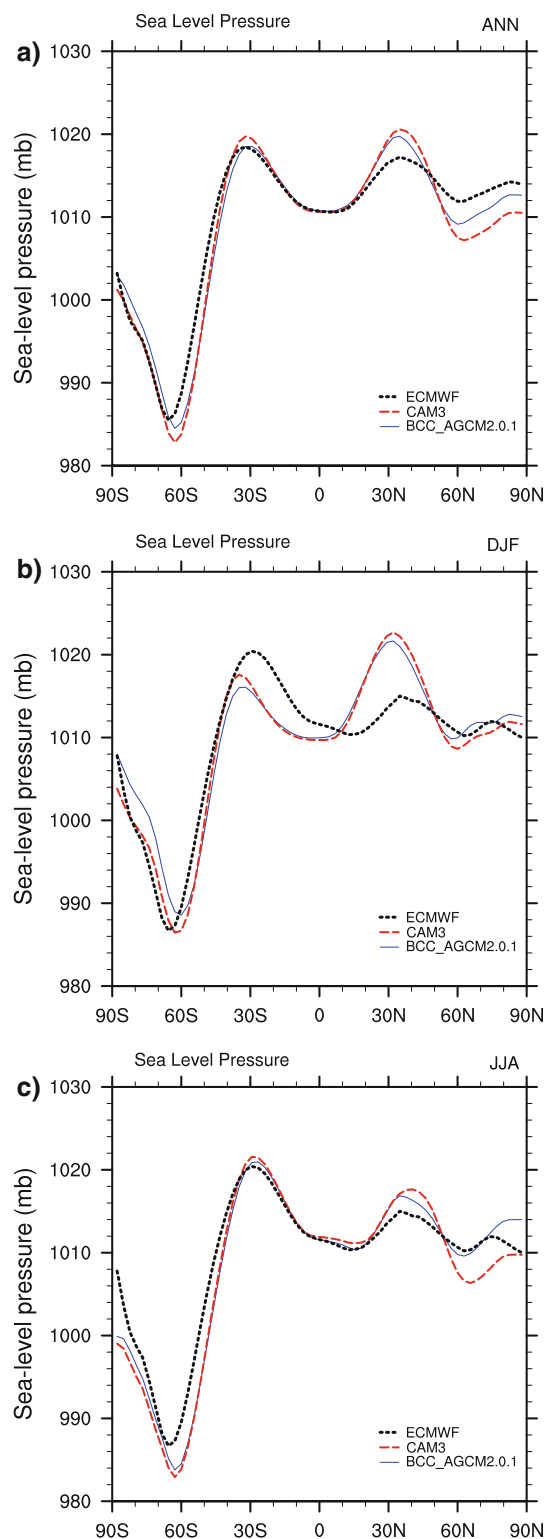 a)
Sea Level Pressure ANN
Sea-level pressure (mb)
1030
1020
1010
1000
990
980
ECMWF
CAM3
BCC_AGCM2.0.1
90S 60S 30S 0 30N 60N 90N
b)
Sea Level Pressure DJF
Sea-level pressure (mb)
1030
1020
1010
1000
990
980
ECMWF
CAM3
BCC_AGCM2.0.1
90S 60S 30S 0 30N 60N 90N
c)
Sea Level Pressure JJA
Sea-level pressure (mb)
1030
1020
1010
1000
990
980
ECMWF
CAM3
BCC_AGCM2.0.1
90S 60S 30S 0 30N 60N 90N